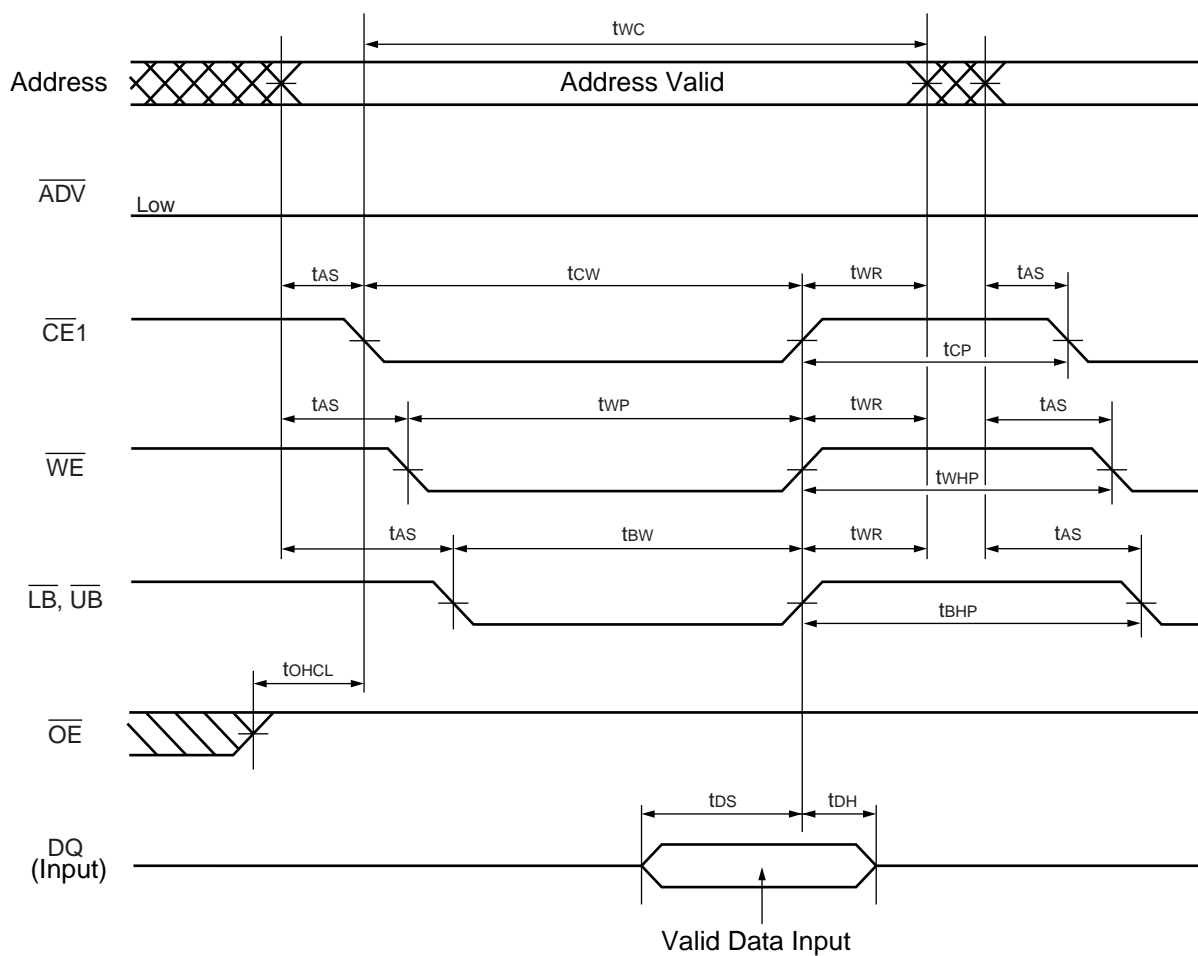 tWC
Address Address Valid
ADV
Low
tAS tCW tWR tAS
CE1
tCP
tAS tWP tWR tAS
WE
tWHP
tAS tBW tWR tAS
LB, UB
tBHP
tOHCL
OE
tDS tDH
DQ
(Input)
Valid Data Input